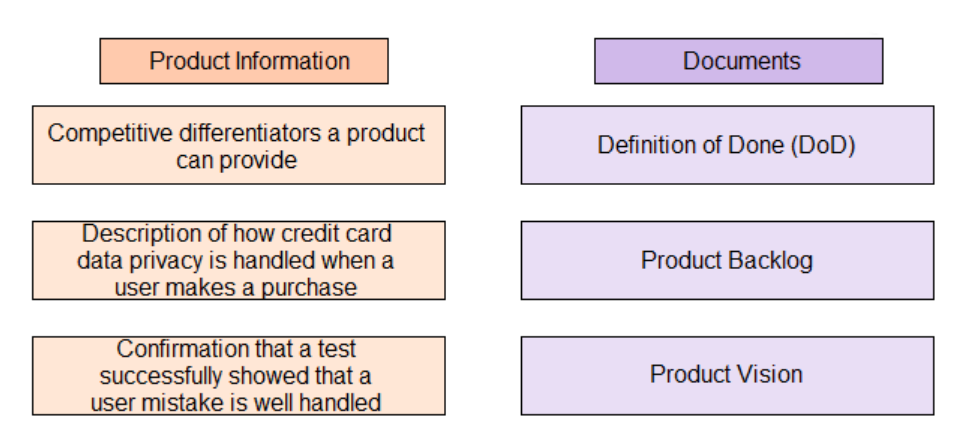 Product Information
Documents
Competitive differentiators a product
can provide
Definition of Done (DoD)
Description of how credit card
data privacy is handled when a
user makes a purchase
Product Backlog
Confirmation that a test
successfully showed that a
user mistake is well handled
Product Vision